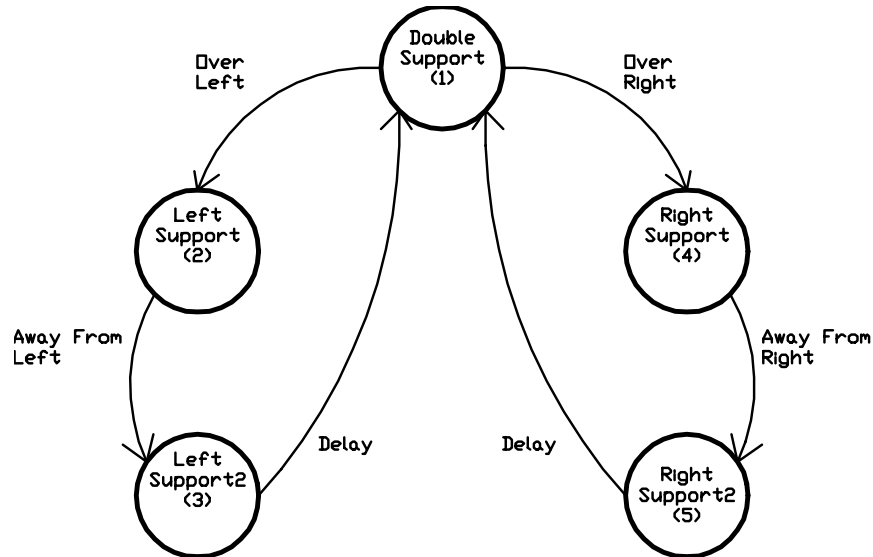 Double
Support
(1)
Over
Left
Over
Right
Left
Support
(2)
Right
Support
(4)
Away From
Left
Away From
Right
Delay
Delay
Left
Support2
(3)
Right
Support2
(5)